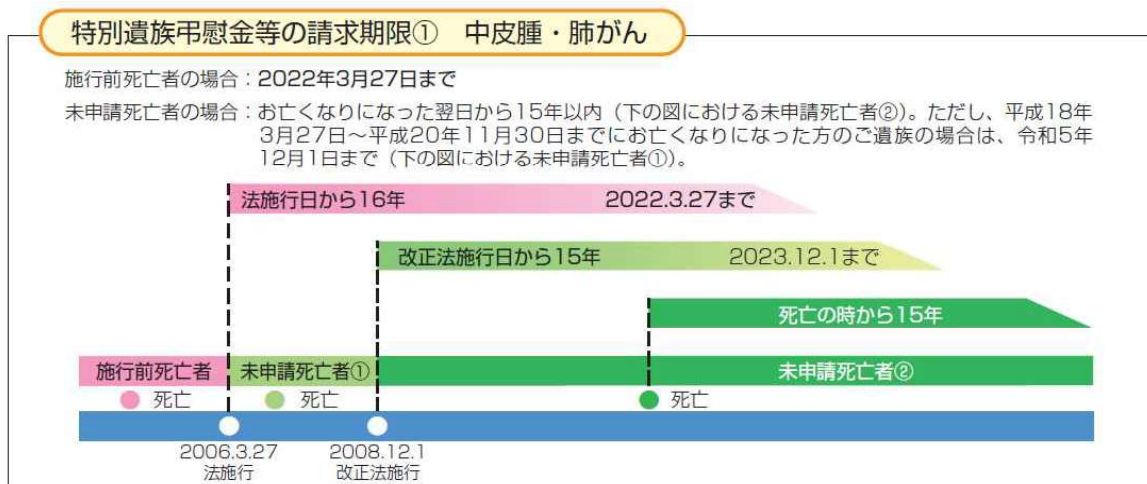 特別遺族弔慰金等の請求期限① 中皮腫・肺がん
施行前死亡者の場合：2022年3月27日まで
未申請死亡者の場合：お亡くなりになった翌日から15年以内（下の図における未申請死亡者②）。ただし、平成18年
3月27日～平成20年11月30日までにお亡くなりになった方のご遺族の場合は、令和5年
12月1日まで（下の図における未申請死亡者①）。
法施行日から16年 2022.3.27まで
改正法施行日から15年 2023.12.1まで
死亡の時から15年
施行前死亡者 未申請死亡者① 未申請死亡者②
死亡 死亡 死亡
2006.3.27 2008.12.1
法施行 改正法施行